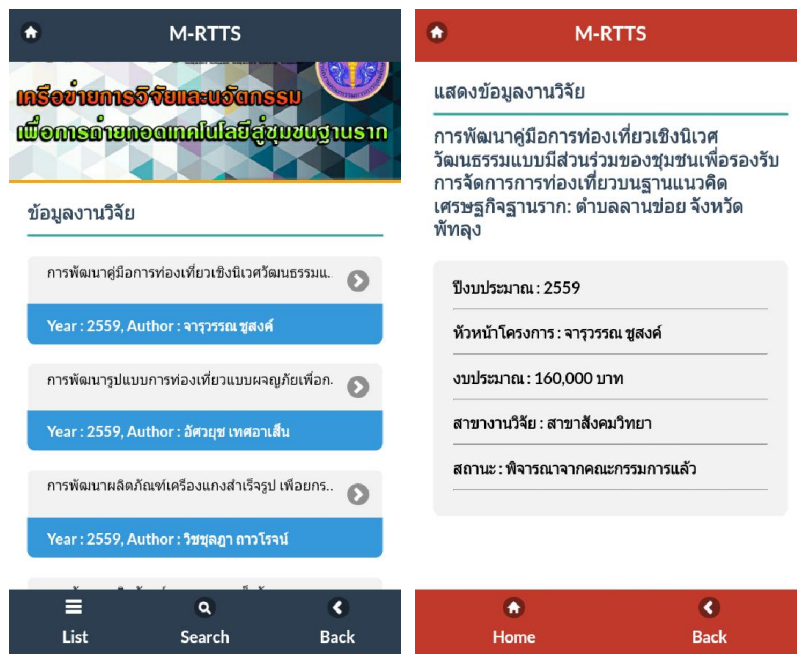 M-RTTS
เครือข่ายการวิจัยและนวัตกรรม
เพื่อการถ่ายทอดเทคโนโลยีสู่ชุมชนฐานราก
ข้อมูลงานวิจัย
การพัฒนาคู่มือการท่องเที่ยวเชิงนิเวศวัฒนธรรมแ.
Year : 2559, Author : จารุวรรณ ชูสงค์
การพัฒนารูปแบบการท่องเที่ยวแบบผจญภัยเพื่อก.
Year : 2559, Author : อัศวยุช เทศอาเส็น
การพัฒนาผลิตภัณฑ์เครื่องแกงสำเร็จรูป เพื่อยกร..
Year : 2559, Author : วิชชุลฎา ถาวโรจน์
List
Search
Back
M-RTTS
แสดงข้อมูลงานวิจัย
การพัฒนาคู่มือการท่องเที่ยวเชิงนิเวศ
วัฒนธรรมแบบมีส่วนร่วมของชุมชนเพื่อรองรับ
การจัดการการท่องเที่ยวบนฐานแนวคิด
เศรษฐกิจฐานราก: ตำบลลานข่อย จังหวัด
พัทลุง
ปีงบประมาณ : 2559
หัวหน้าโครงการ : จารุวรรณ ชูสงค์
งบประมาณ : 160,000 บาท
สาขางานวิจัย : สาขาสังคมวิทยา
สถานะ : พิจารณาจากคณะกรรมการแล้ว
Home
Back